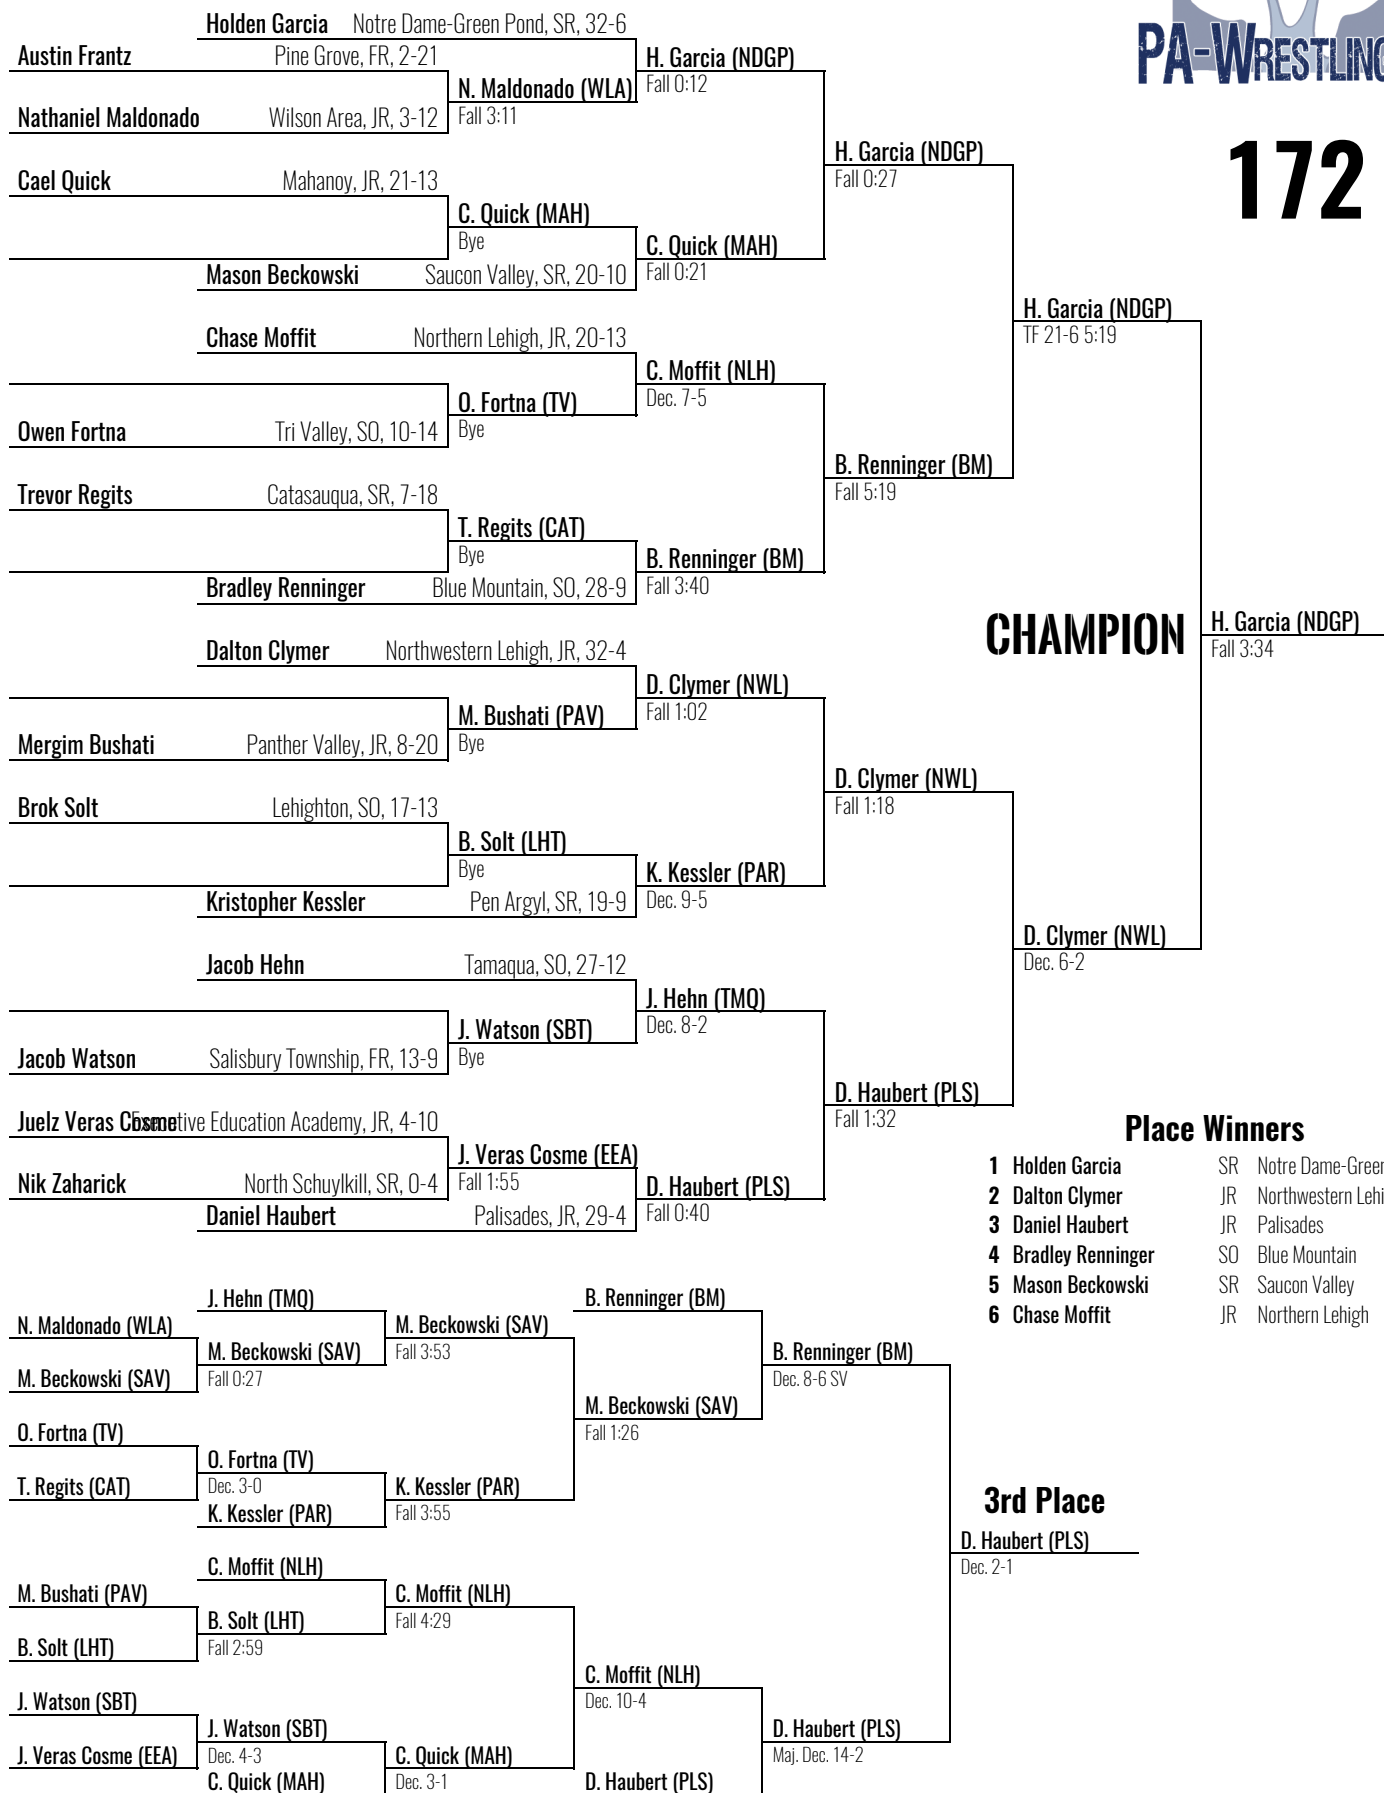 Holden Garcia Notre Dame-Green Pond, SR, 32-6
Austin Frantz Pine Grove, FR, 2-21
H. Garcia (NDGP)
Fall 0:12
N. Maldonado (WLA)
Fall 3:11
Nathaniel Maldonado Wilson Area, JR, 3-12
PA-WRESTLING
172
H. Garcia (NDGP)
Fall 0:27
Cael Quick Mahanoy, JR, 21-13
C. Quick (MAH)
Bye
C. Quick (MAH)
Fall 0:21
Mason Beckowski Saucon Valley, SR, 20-10
H. Garcia (NDGP)
TF 21-6 5:19
Chase Moffit Northern Lehigh, JR, 20-13
C. Moffit (NLH)
Dec. 7-5
O. Fortna (TV)
Bye
Owen Fortna Tri Valley, SO, 10-14
B. Renninger (BM)
Fall 5:19
Trevor Regits Catasauqua, SR, 7-18
T. Regits (CAT)
Bye
B. Renninger (BM)
Fall 3:40
Bradley Renninger Blue Mountain, SO, 28-9
CHAMPION
H. Garcia (NDGP)
Fall 3:34
Dalton Clymer Northwestern Lehigh, JR, 32-4
D. Clymer (NWL)
Fall 1:02
M. Bushati (PAV)
Bye
Mergim Bushati Panther Valley, JR, 8-20
D. Clymer (NWL)
Fall 1:18
Brok Solt Lehighton, SO, 17-13
B. Solt (LHT)
Bye
K. Kessler (PAR)
Dec. 9-5
Kristopher Kessler Pen Argyl, SR, 19-9
D. Clymer (NWL)
Dec. 6-2
Jacob Hehn Tamaqua, SO, 27-12
J. Hehn (TMQ)
Dec. 8-2
J. Watson (SBT)
Bye
Jacob Watson Salisbury Township, FR, 13-9
D. Haubert (PLS)
Fall 1:32
Juelz Veras Cosme Executive Education Academy, JR, 4-10
J. Veras Cosme (EEA)
Fall 1:55
Nik Zaharick North Schuylkill, SR, 0-4
D. Haubert (PLS)
Fall 0:40
Daniel Haubert Palisades, JR, 29-4
Place Winners
1 Holden Garcia SR Notre Dame-Green
2 Dalton Clymer JR Northwestern Lehi
3 Daniel Haubert JR Palisades
4 Bradley Renninger SO Blue Mountain
5 Mason Beckowski SR Saucon Valley
6 Chase Moffit JR Northern Lehigh
J. Hehn (TMQ)
B. Renninger (BM)
N. Maldonado (WLA)
M. Beckowski (SAV)
Fall 3:53
M. Beckowski (SAV)
Fall 0:27
B. Renninger (BM)
Dec. 8-6 SV
M. Beckowski (SAV)
M. Beckowski (SAV)
Fall 1:26
O. Fortna (TV)
O. Fortna (TV)
Dec. 3-0
T. Regits (CAT)
K. Kessler (PAR)
Fall 3:55
K. Kessler (PAR)
3rd Place
D. Haubert (PLS)
Dec. 2-1
C. Moffit (NLH)
M. Bushati (PAV)
C. Moffit (NLH)
Fall 4:29
B. Solt (LHT)
Fall 2:59
B. Solt (LHT)
C. Moffit (NLH)
Dec. 10-4
J. Watson (SBT)
J. Watson (SBT)
Dec. 4-3
D. Haubert (PLS)
Maj. Dec. 14-2
J. Veras Cosme (EEA)
C. Quick (MAH)
Dec. 3-1
C. Quick (MAH)
D. Haubert (PLS)